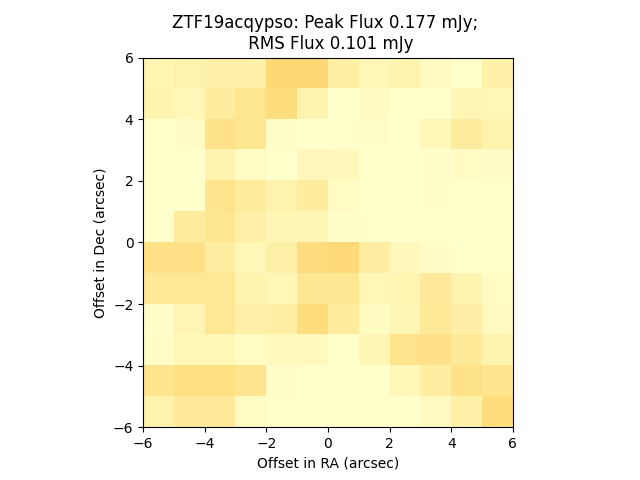 ZTF19acqypso: Peak Flux 0.177 mJy;
RMS Flux 0.101 mJy
6
4
2
0
−2
−4
−6
Offset in Dec (arcsec)
−6 −4 −2 0 2 4 6
Offset in RA (arcsec)